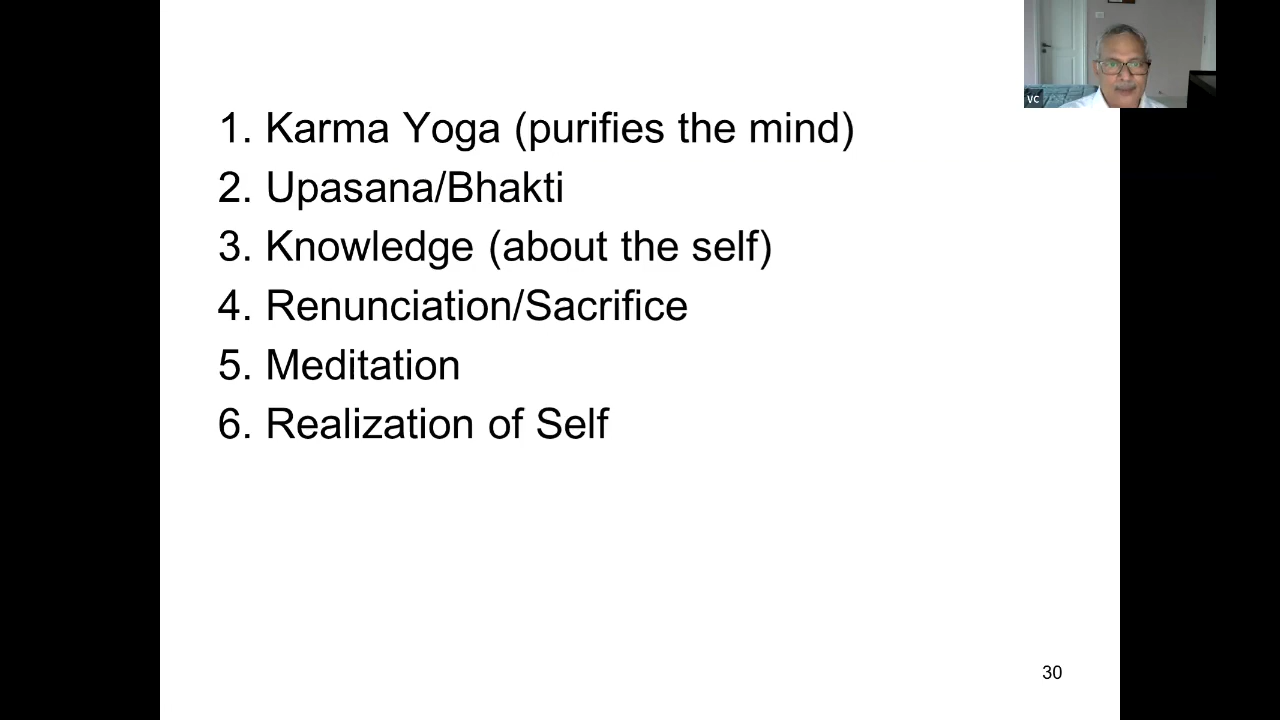 1. Karma Yoga (purifies the mind)
2. Upasana/Bhakti
3. Knowledge (about the self)
4. Renunciation/Sacrifice
5. Meditation
6. Realization of Self
VC
30